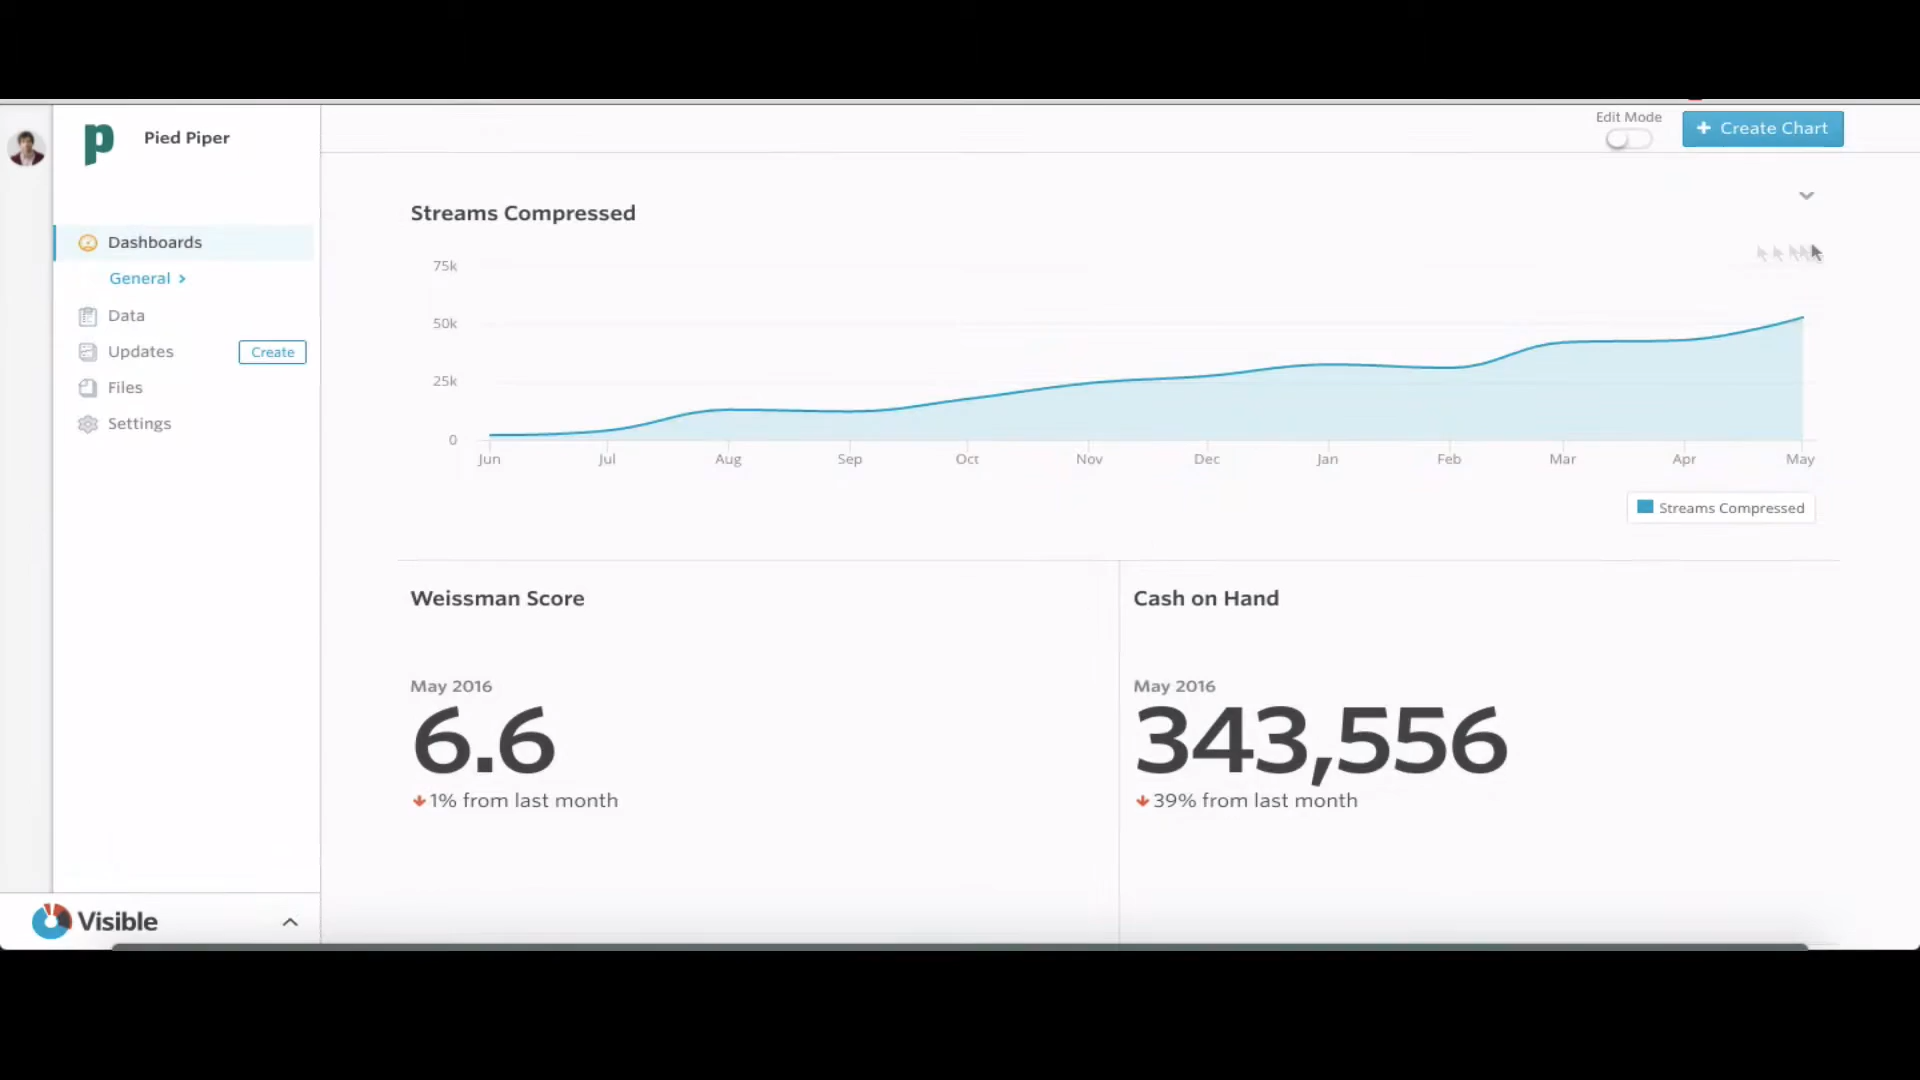 Pied Piper
Edit Mode
+ Create Chart
Dashboards
General >
Data
Updates
Create
Files
Settings
Streams Compressed
75k
50k
25k
0
Jun Jul Aug Sep Oct Nov Dec Jan Feb Mar Apr May
Streams Compressed
Weissman Score
May 2016
6.6
1% from last month
Cash on Hand
May 2016
343,556
39% from last month
Visible